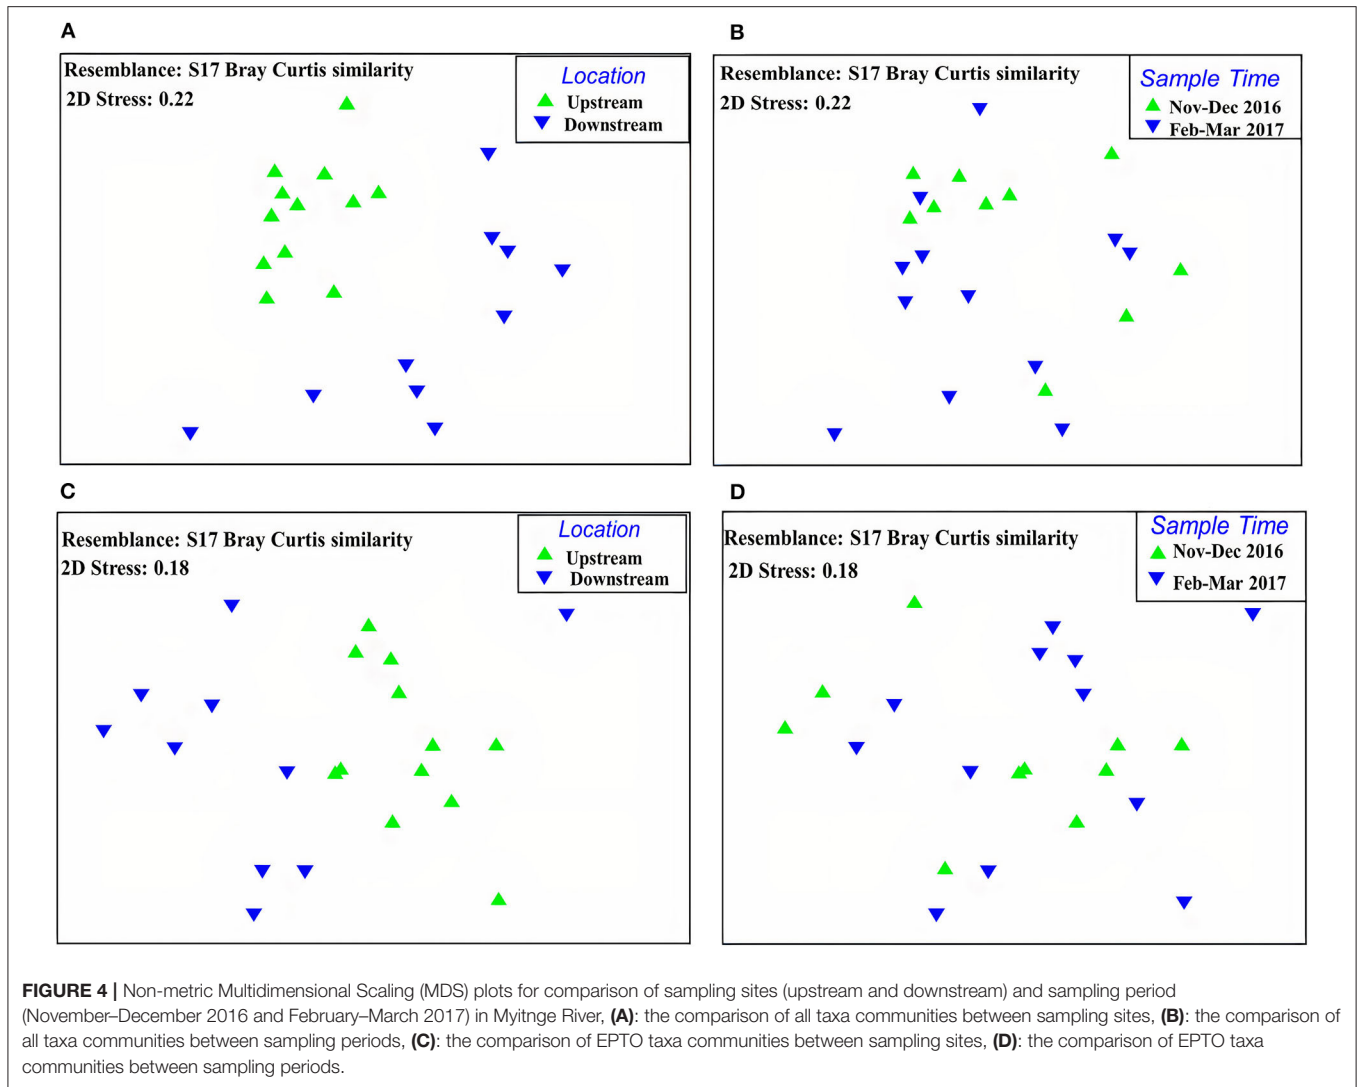 A
Resemblance: S17 Bray Curtis similarity
2D Stress: 0.22
Location
Upstream
Downstream
B
Resemblance: S17 Bray Curtis similarity
2D Stress: 0.22
Sample Time
Nov-Dec 2016
Feb-Mar 2017
C
Resemblance: S17 Bray Curtis similarity
2D Stress: 0.18
Location
Upstream
Downstream
D
Resemblance: S17 Bray Curtis similarity
2D Stress: 0.18
Sample Time
Nov-Dec 2016
Feb-Mar 2017
FIGURE 4 | Non-metric Multidimensional Scaling (MDS) plots for comparison of sampling sites (upstream and downstream) and sampling period
(November–December 2016 and February–March 2017) in Myitnge River, (A): the comparison of all taxa communities between sampling sites, (B): the comparison of
all taxa communities between sampling periods, (C): the comparison of EPTO taxa communities between sampling sites, (D): the comparison of EPTO taxa
communities between sampling periods.